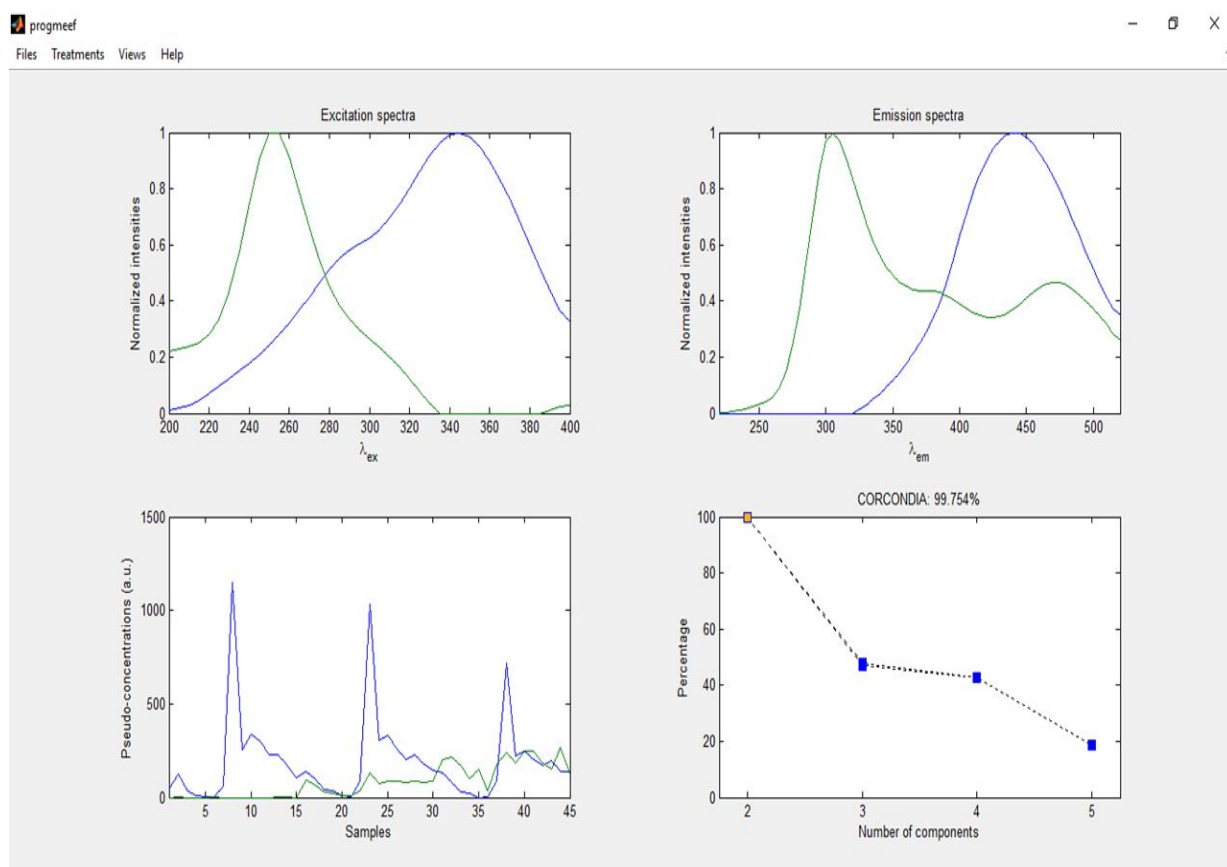 progmeef
Files Treatments Views Help
Excitation spectra
Normalized intensities
1
0.8
0.6
0.4
0.2
0
200 220 240 260 280 300 320 340 360 380 400
λex
Emission spectra
Normalized intensities
1
0.8
0.6
0.4
0.2
0
250 300 350 400 450 500
λem
Pseudo-concentrations (a.u.)
1500
1000
500
0
5 10 15 20 25 30 35 40 45
Samples
CORCONDIA: 99.754%
Percentage
100
80
60
40
20
0
2 3 4 5
Number of components